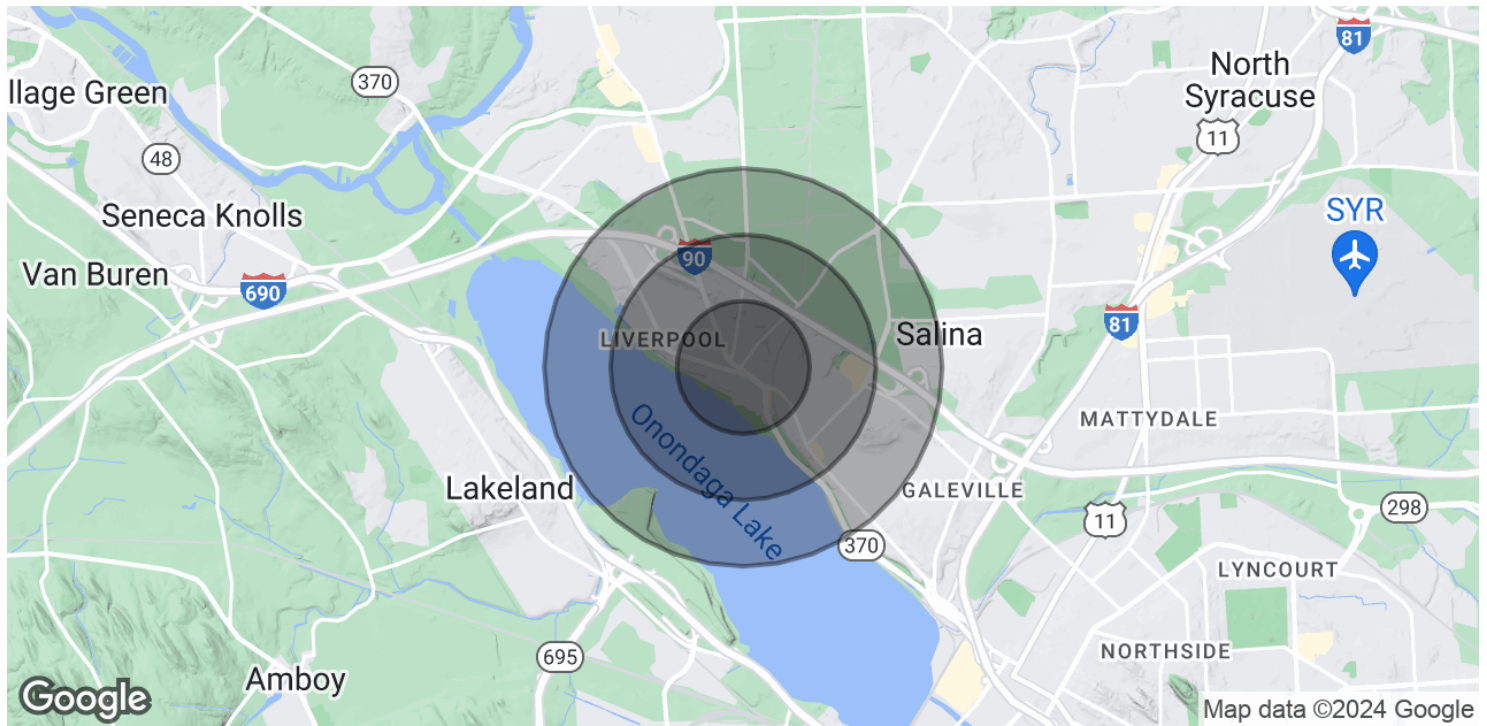 81
370
North
Syracuse
llage Green
11
48
SYR
Seneca Knolls
90
Van Buren
690
81
LIVERPOOL
Salina
MATTYDALE
Onondaga Lake
Lakeland
GALEVILLE
298
11
370
LYNCOURT
695
NORTHSIDE
Amboy
Google
Map data ©2024 Google